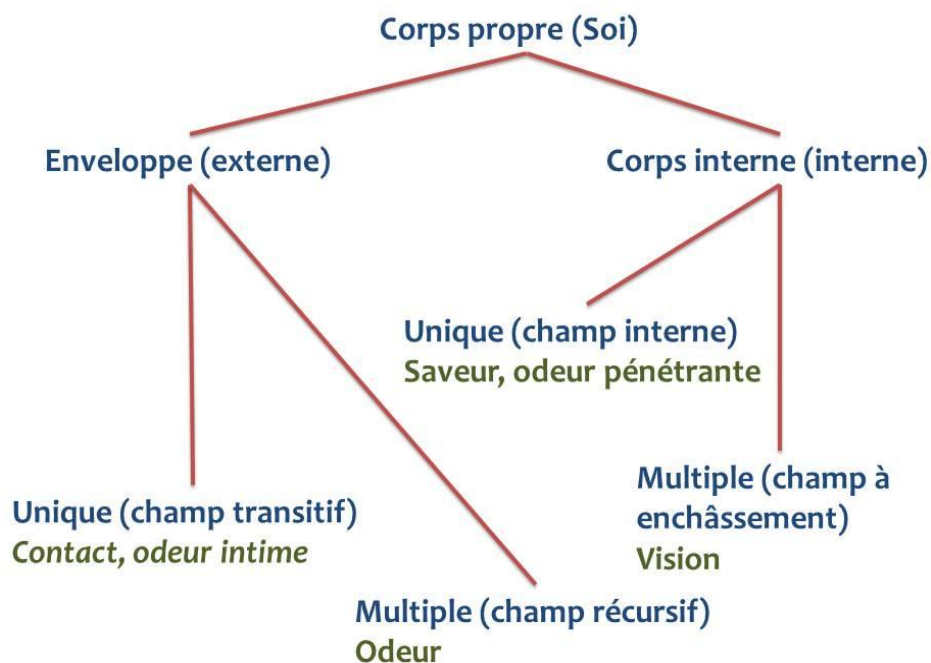 Corps propre (Soi)
Enveloppe (externe)
Corps interne (interne)
Unique (champ interne)
Saveur, odeur pénétrante
Unique (champ transitif)
Contact, odeur intime
Multiple (champ à
enchâssement)
Vision
Multiple (champ récursif)
Odeur